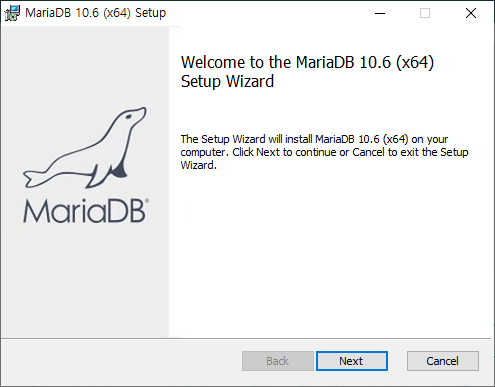 MariaDB 10.6 (x64) Setup
Welcome to the MariaDB 10.6 (x64)
Setup Wizard
The Setup Wizard will install MariaDB 10.6 (x64) on your
computer. Click Next to continue or Cancel to exit the Setup
Wizard.
MariaDB®
Back
Next
Cancel